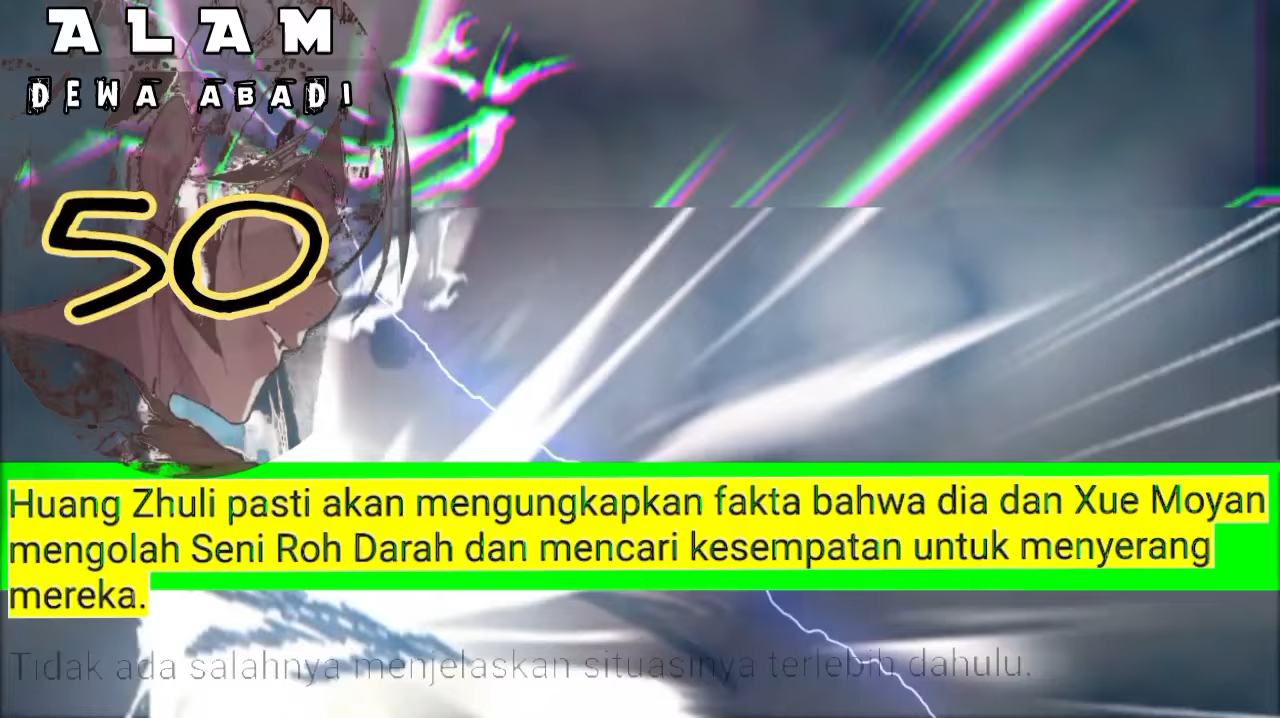 ALAM
DEWA ABADI
50
Huang Zhuli pasti akan mengungkapkan fakta bahwa dia dan Xue Moyan
mengolah Seni Roh Darah dan mencari kesempatan untuk menyerang
mereka.
Tidak ada salahnya menjelaskan situasinya terlebih dahulu.